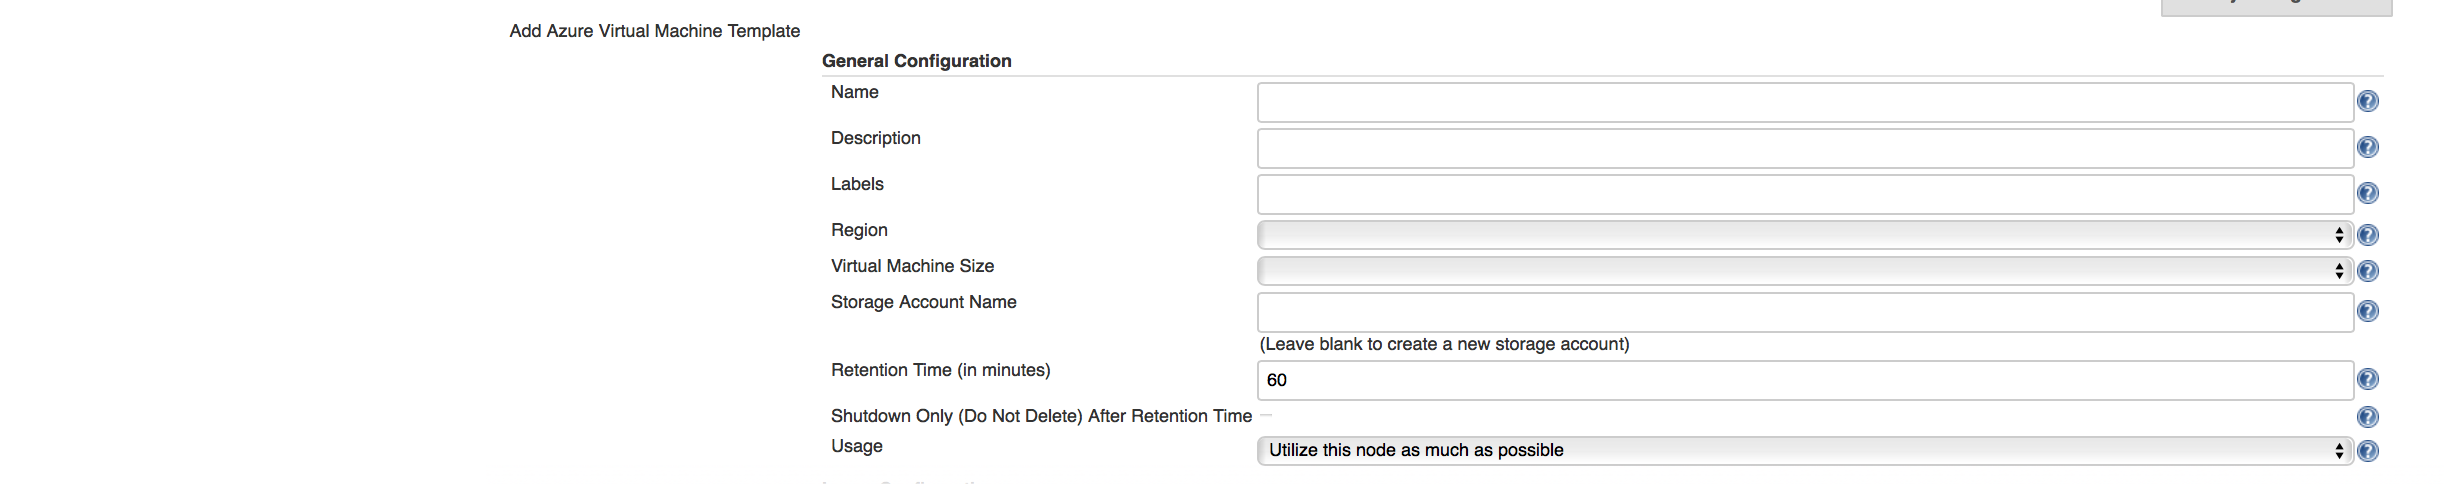 Add Azure Virtual Machine Template
General Configuration
Name
Description
Labels
Region
Virtual Machine Size
Storage Account Name
(Leave blank to create a new storage account)
Retention Time (in minutes)
60
Shutdown Only (Do Not Delete) After Retention Time
Usage
Utilize this node as much as possible